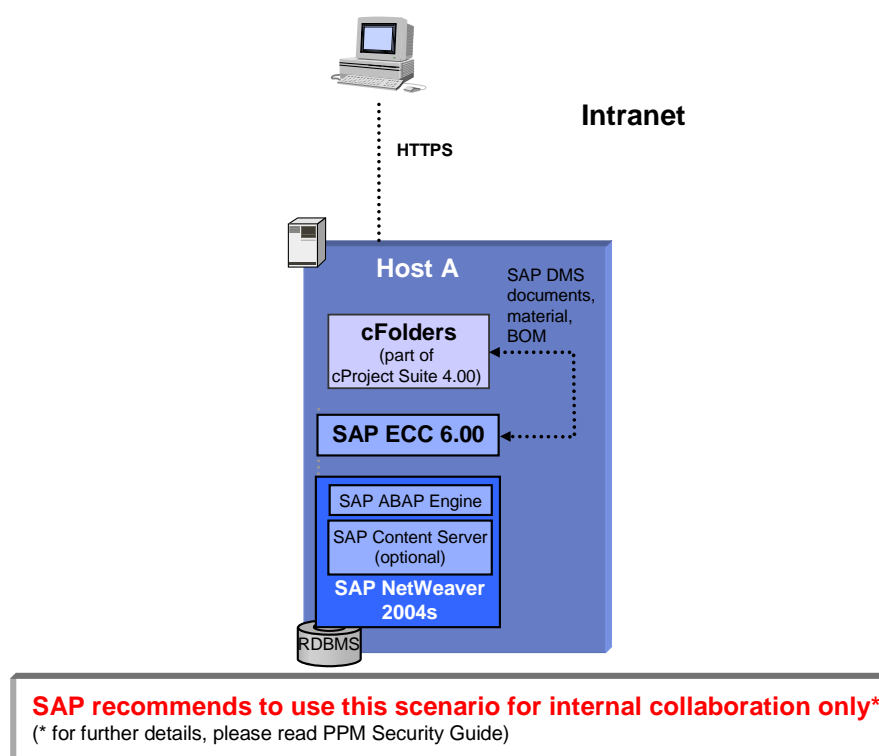 Intranet
HTTPS
Host A
SAP DMS
documents,
material,
BOM
cFolders
(part of
cProject Suite 4.00)
SAP ECC 6.00
SAP ABAP Engine
SAP Content Server
(optional)
SAP NetWeaver
2004s
RDBMS
SAP recommends to use this scenario for internal collaboration only*
(* for further details, please read PPM Security Guide)